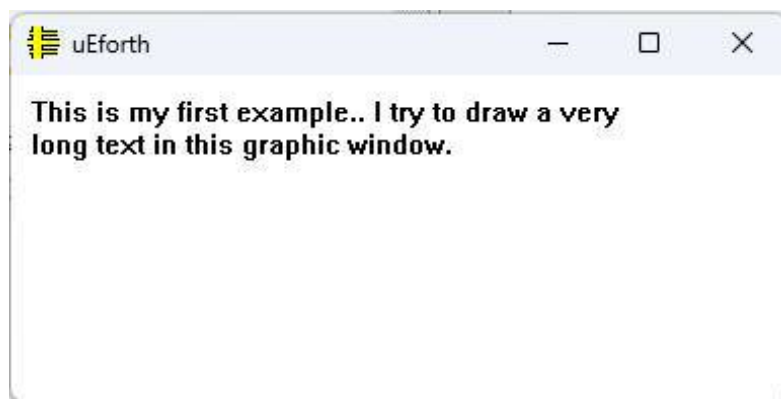 uEforth
This is my first example.. I try to draw a very
long text in this graphic window.